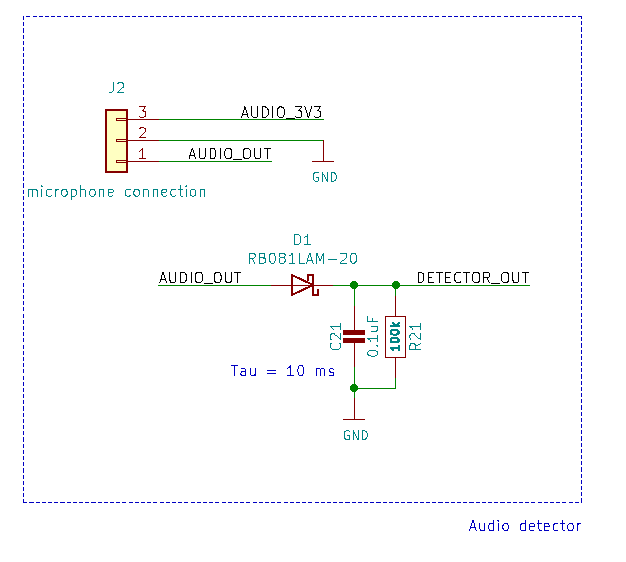 J2
3
AUDIO_3V3
2
1
AUDIO_OUT
GND
microphone connection
D1
RB081LAM-20
AUDIO_OUT
DETECTOR_OUT
C21
0.1uF
100k
R21
Tau = 10 ms
GND
Audio detector